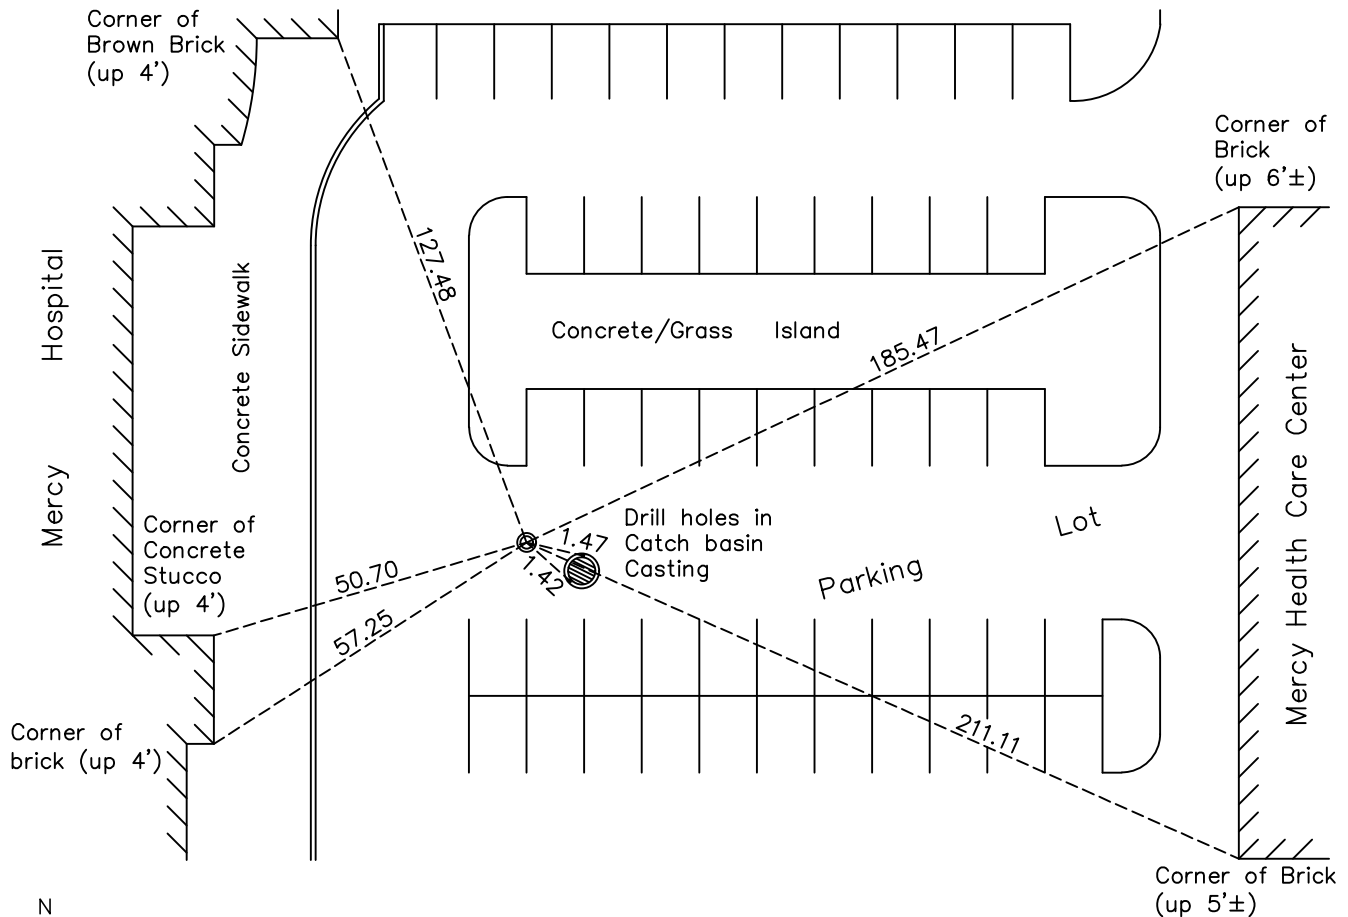 Corner of
Brown Brick
(up 4')
Corner of
Brick
(up 6'±)
127.48
Hospital
Concrete Sidewalk
Concrete/Grass Island
185.47
Mercy Health Care Center
Mercy
Corner of
Concrete
Stucco
(up 4')
Drill holes in
Catch basin
Casting
1.47
1.42
Lot
Parking
50.70
57.25
Corner of
brick (up 4')
211.11
Corner of Brick
(up 5'±)
N